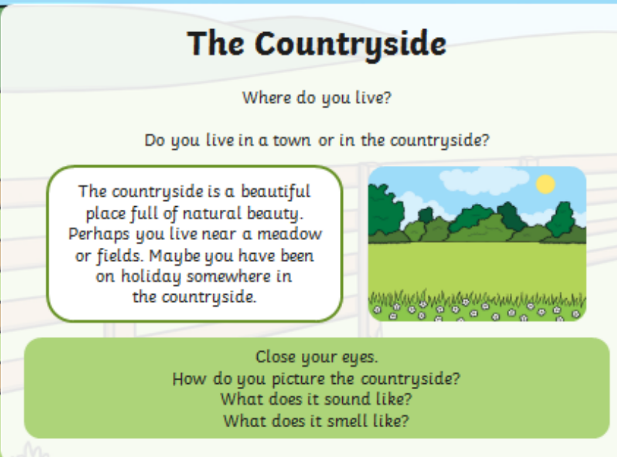 The Countryside
Where do you live?
Do you live in a town or in the countryside?
The countryside is a beautiful
place full of natural beauty.
Perhaps you live near a meadow
or fields. Maybe you have been
on holiday somewhere in
the countryside.
Close your eyes.
How do you picture the countryside?
What does it sound like?
What does it smell like?